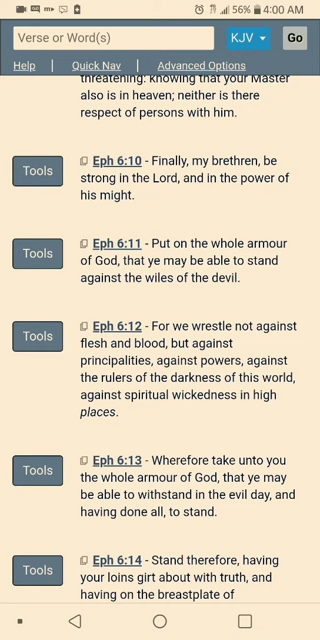 56% 4:00 AM
Verse or Word(s) KJV Go
Help | Quick Nav | Advanced Options
threatening: knowing that your Master
also is in heaven; neither is there
respect of persons with him.
Tools
Eph 6:10 - Finally, my brethren, be
strong in the Lord, and in the power of
his might.
Tools
Eph 6:11 - Put on the whole armour
of God, that ye may be able to stand
against the wiles of the devil.
Tools
Eph 6:12 - For we wrestle not against
flesh and blood, but against
principalities, against powers, against
the rulers of the darkness of this world,
against spiritual wickedness in high
places.
Tools
Eph 6:13 - Wherefore take unto you
the whole armour of God, that ye may
be able to withstand in the evil day, and
having done all, to stand.
Tools
Eph 6:14 - Stand therefore, having
your loins girt about with truth, and
having on the breastplate of